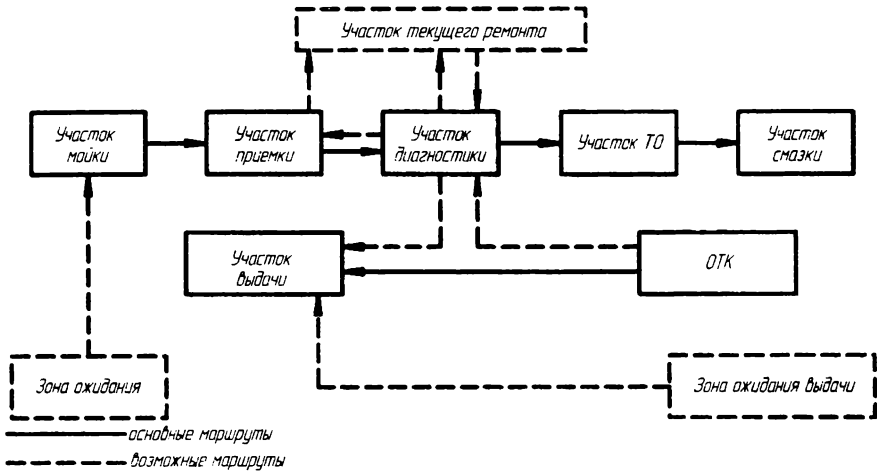 Участок текущего ремонта
Участок
мойки
Участок
приемки
Участок
диагностики
Участок ТО
Участок
смазки
Участок
выдачи
ОТК
Зона ожидания
Зона ожидания выдачи
основные маршруты
возможные маршруты